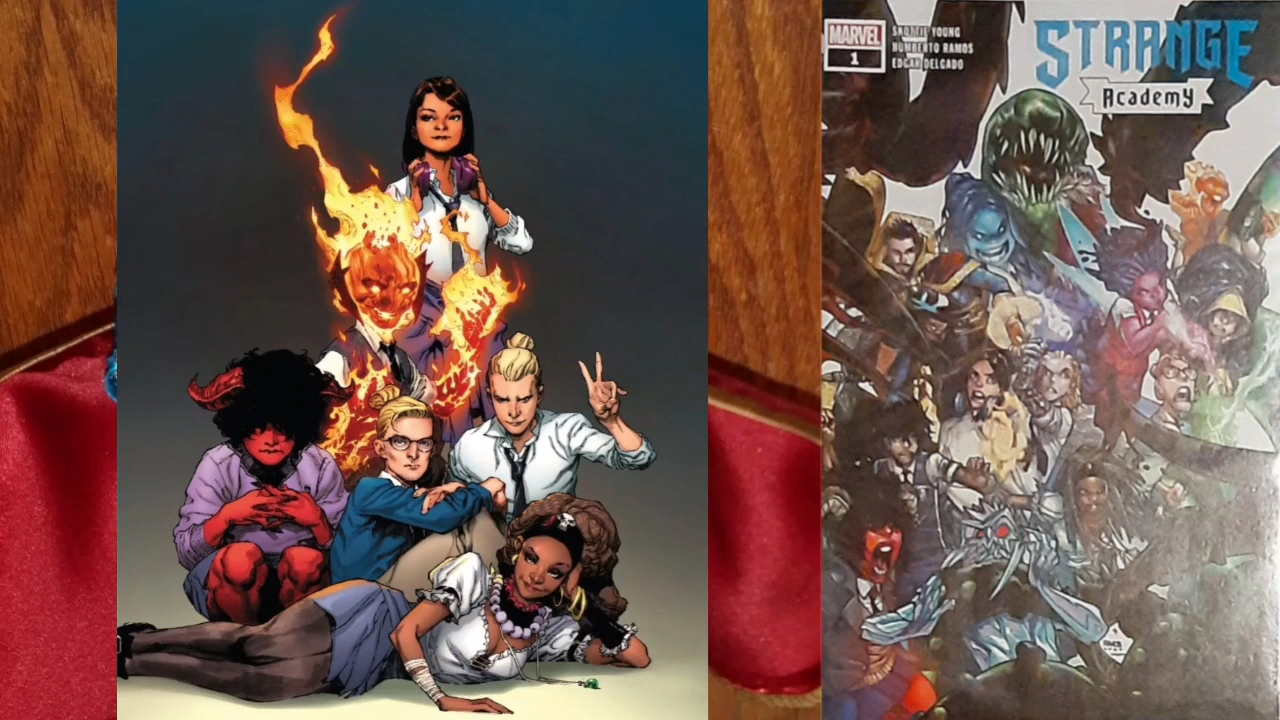 MARVEL
1
SKOTTIE YOUNG
HUMBERTO RAMOS
EDGAR DELGADO
STRANGE
Academy